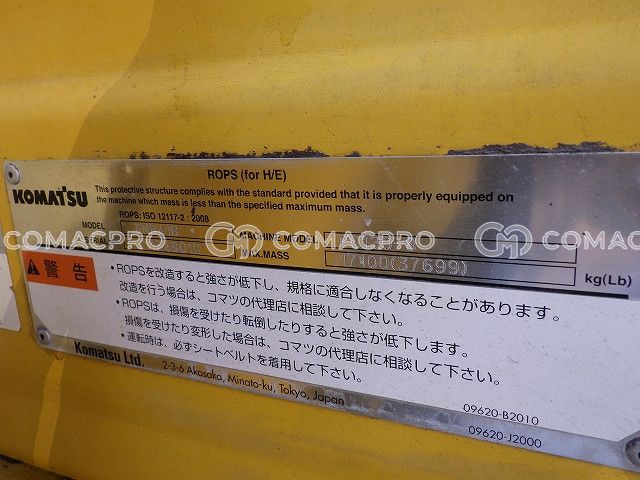 ROPS (for H/E)
KOMATSU
This protective structure complies with the standard provided that it is properly equipped on
the machine which mass is less than the specified maximum mass.
ROPS: ISO 12117-2 : 2008
MODEL
MACHINE MODEL
SERIAL
MAX.MASS
17100(37699)
kg(Lb)
COMACPRO
COMACPRO
COMACPRO
警告
・ROPSを改造すると強さが低下し、規格に適合しなくなることがあります。
改造を行う場合は、コマツの代理店に相談して下さい。
・ROPSは、損傷を受けたり転倒したりすると強さが低下します。
損傷を受けたり変形した場合は、コマツの代理店に相談して下さい。
・運転時は、必ずシートベルトを着用して下さい。
Komatsu Ltd.
2-3-6 Akasaka, Minato-ku, Tokyo, Japan
09620-B2010
09620-J2000